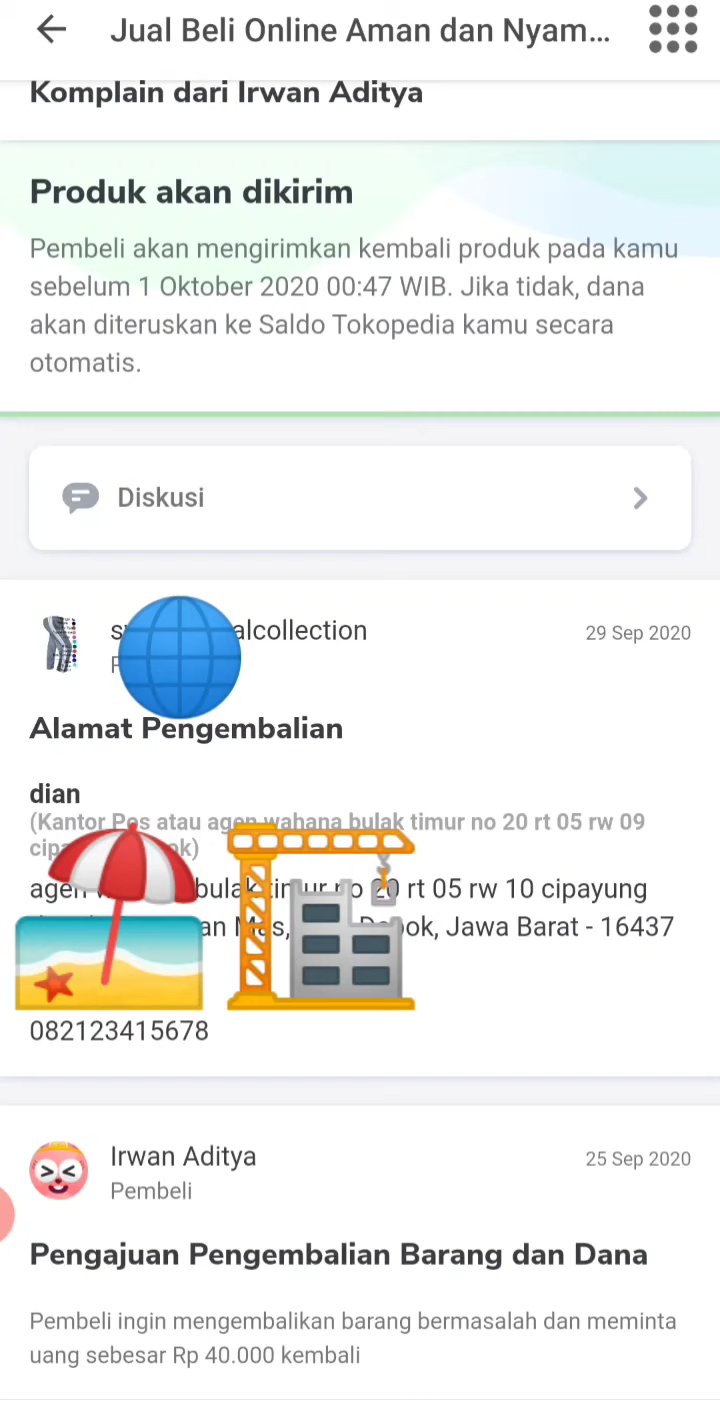 Jual Beli Online Aman dan Nyam...
Komplain dari Irwan Aditya
Produk akan dikirim
Pembeli akan mengirimkan kembali produk pada kamu
sebelum 1 Oktober 2020 00:47 WIB. Jika tidak, dana
akan diteruskan ke Saldo Tokopedia kamu secara
otomatis.
Diskusi
alcollection
29 Sep 2020
Alamat Pengembalian
dian
(Kantor Pos atau agen wahana bulak timur no 20 rt 05 rw 09
agen bulak timur no 20 rt 05 rw 10 cipayung
Jawa Barat - 16437
082123415678
Irwan Aditya
25 Sep 2020
Pembeli
Pengajuan Pengembalian Barang dan Dana
Pembeli ingin mengembalikan barang bermasalah dan meminta
uang sebesar Rp 40.000 kembali